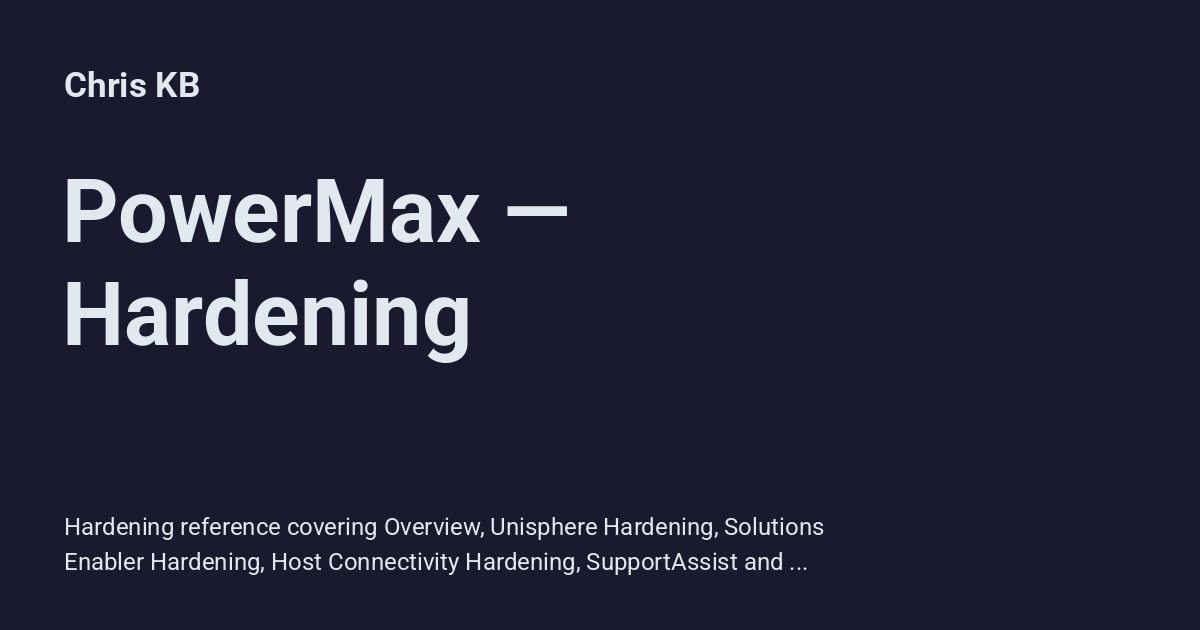 Chris KB
PowerMax —
Hardening
Hardening reference covering Overview, Unisphere Hardening, Solutions
Enabler Hardening, Host Connectivity Hardening, SupportAssist and ...